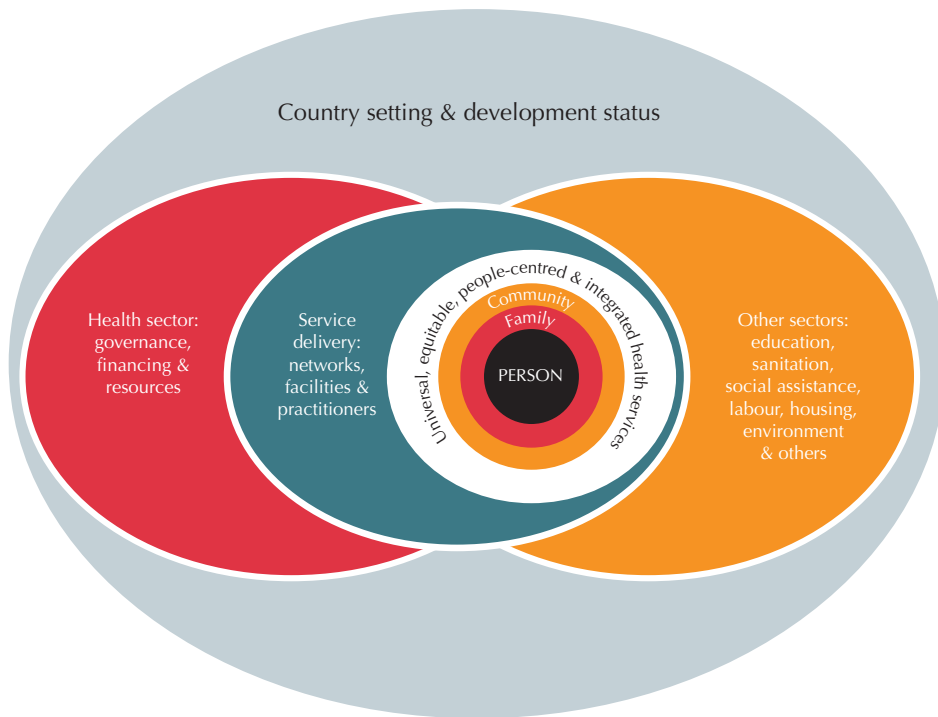 Country setting & development status
Health sector:
governance,
financing &
resources
Service
delivery:
networks,
facilities &
practitioners
Universal, equitable, people-centred & integrated health services
Community
Family
PERSON
Other sectors:
education,
sanitation,
social assistance,
labour, housing,
environment
& others